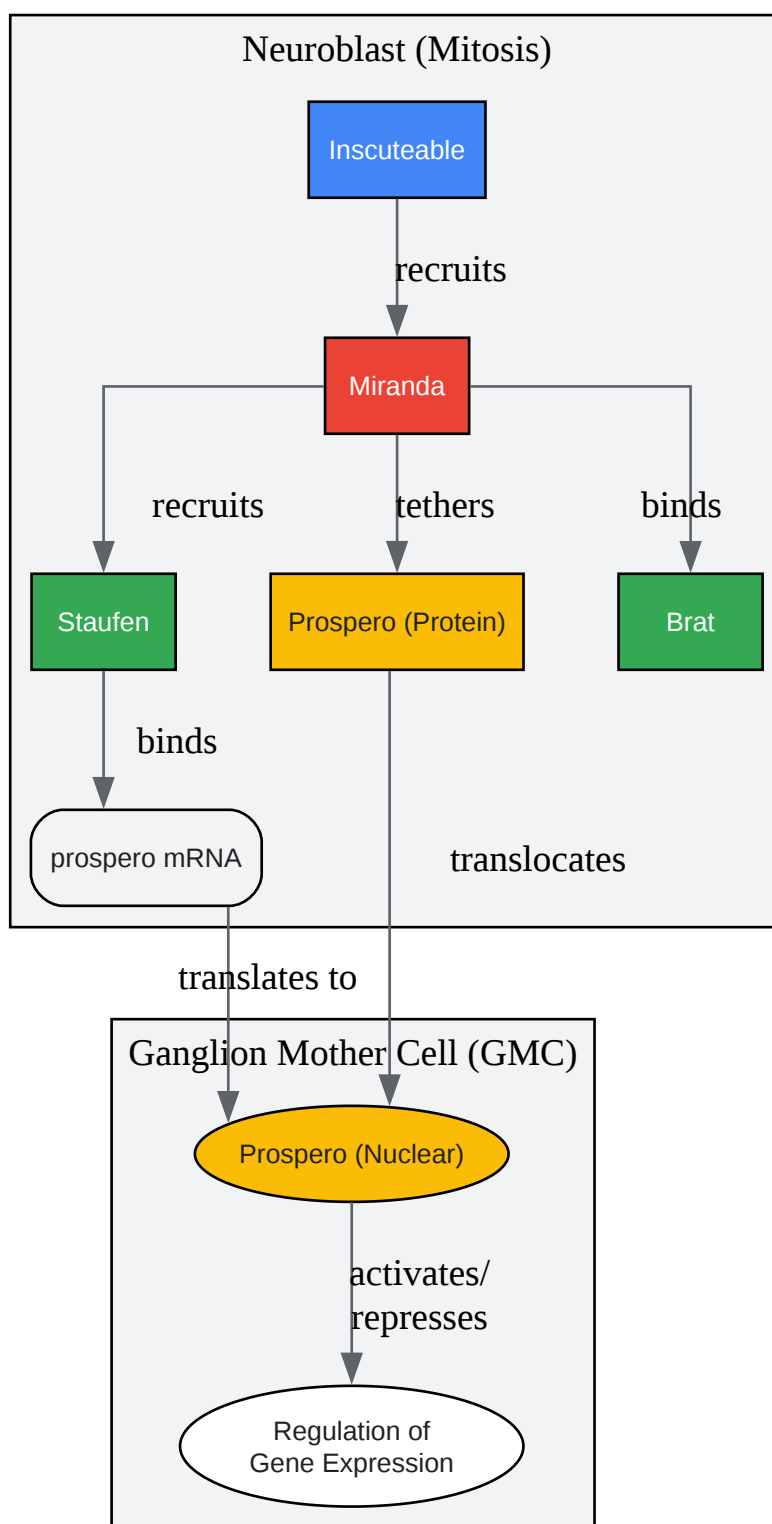 Neuroblast (Mitosis)
Inscuteable
recruits
Miranda
recruits
tethers
binds
Staufen
Prospero (Protein)
Brat
binds
prospero mRNA
translocates
translates to
Ganglion Mother Cell (GMC)
Prospero (Nuclear)
activates/
represses
Regulation of
Gene Expression